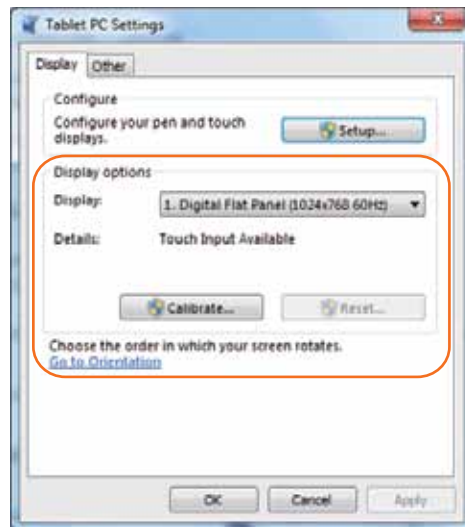 Tablet PC Settings
Display Other
Configure
Configure your pen and touch
displays.
Setup...
Display options
Display: 1. Digital Flat Panel (1024x768 60Hz)
Details: Touch Input Available
Calibrate... Reset...
Choose the order in which your screen rotates.
Go to Orientation
OK Cancel Apply